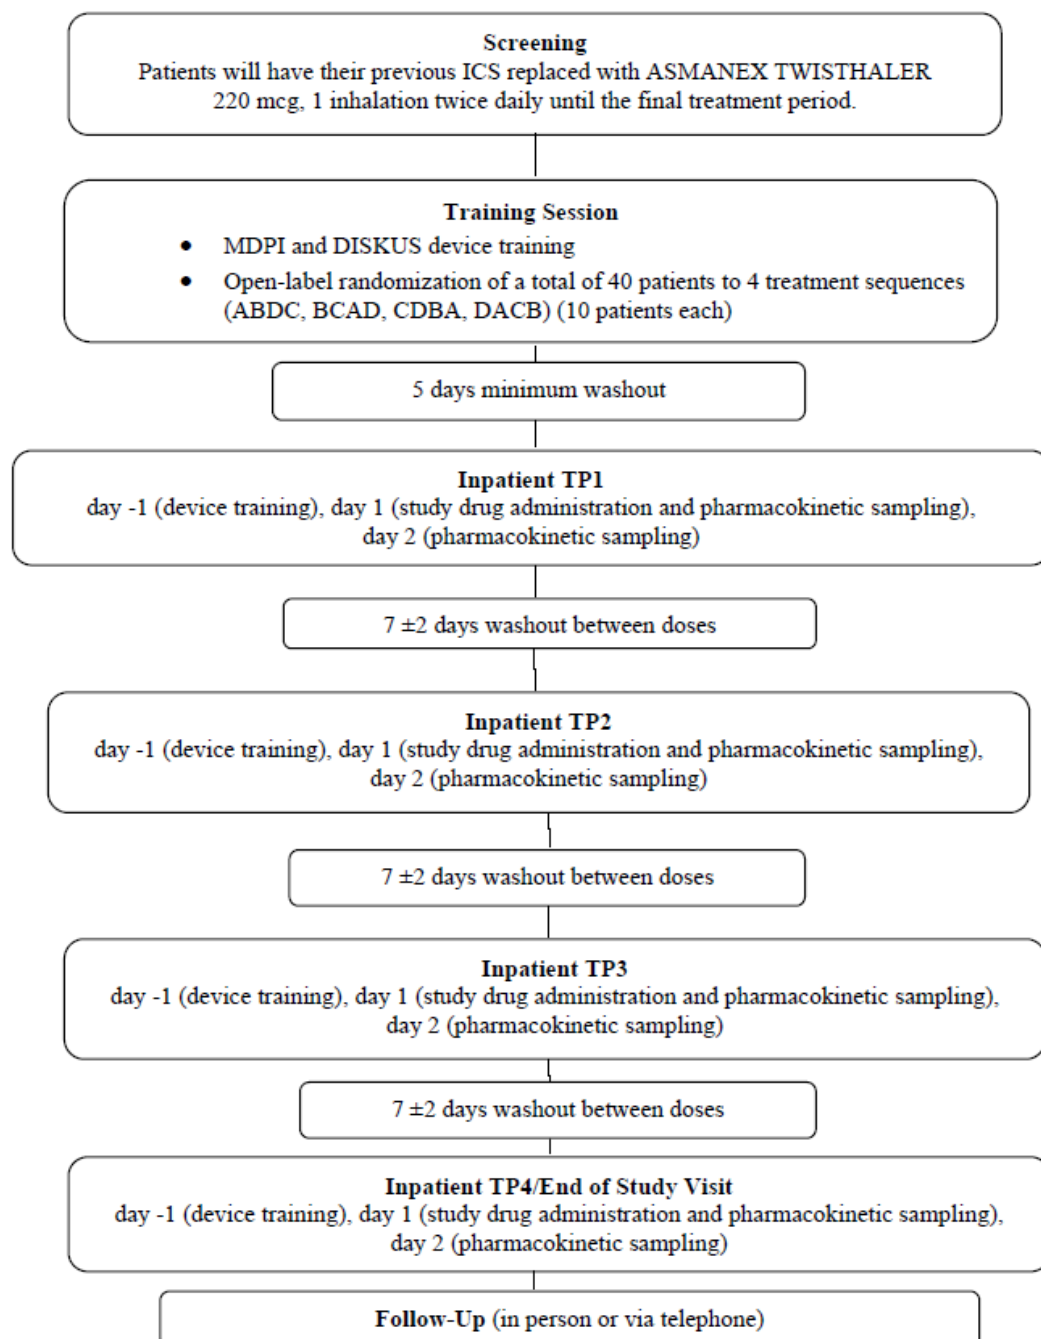 Screening
Patients will have their previous ICS replaced with ASMANEX TWISTHALER
220 mcg, 1 inhalation twice daily until the final treatment period.
Training Session
• MDPI and DISKUS device training
• Open-label randomization of a total of 40 patients to 4 treatment sequences
(ABDC, BCAD, CDBA, DACB) (10 patients each)
5 days minimum washout
Inpatient TP1
day -1 (device training), day 1 (study drug administration and pharmacokinetic sampling),
day 2 (pharmacokinetic sampling)
7 ±2 days washout between doses
Inpatient TP2
day -1 (device training), day 1 (study drug administration and pharmacokinetic sampling),
day 2 (pharmacokinetic sampling)
7 ±2 days washout between doses
Inpatient TP3
day -1 (device training), day 1 (study drug administration and pharmacokinetic sampling),
day 2 (pharmacokinetic sampling)
7 ±2 days washout between doses
Inpatient TP4/End of Study Visit
day -1 (device training), day 1 (study drug administration and pharmacokinetic sampling),
day 2 (pharmacokinetic sampling)
Follow-Up (in person or via telephone)